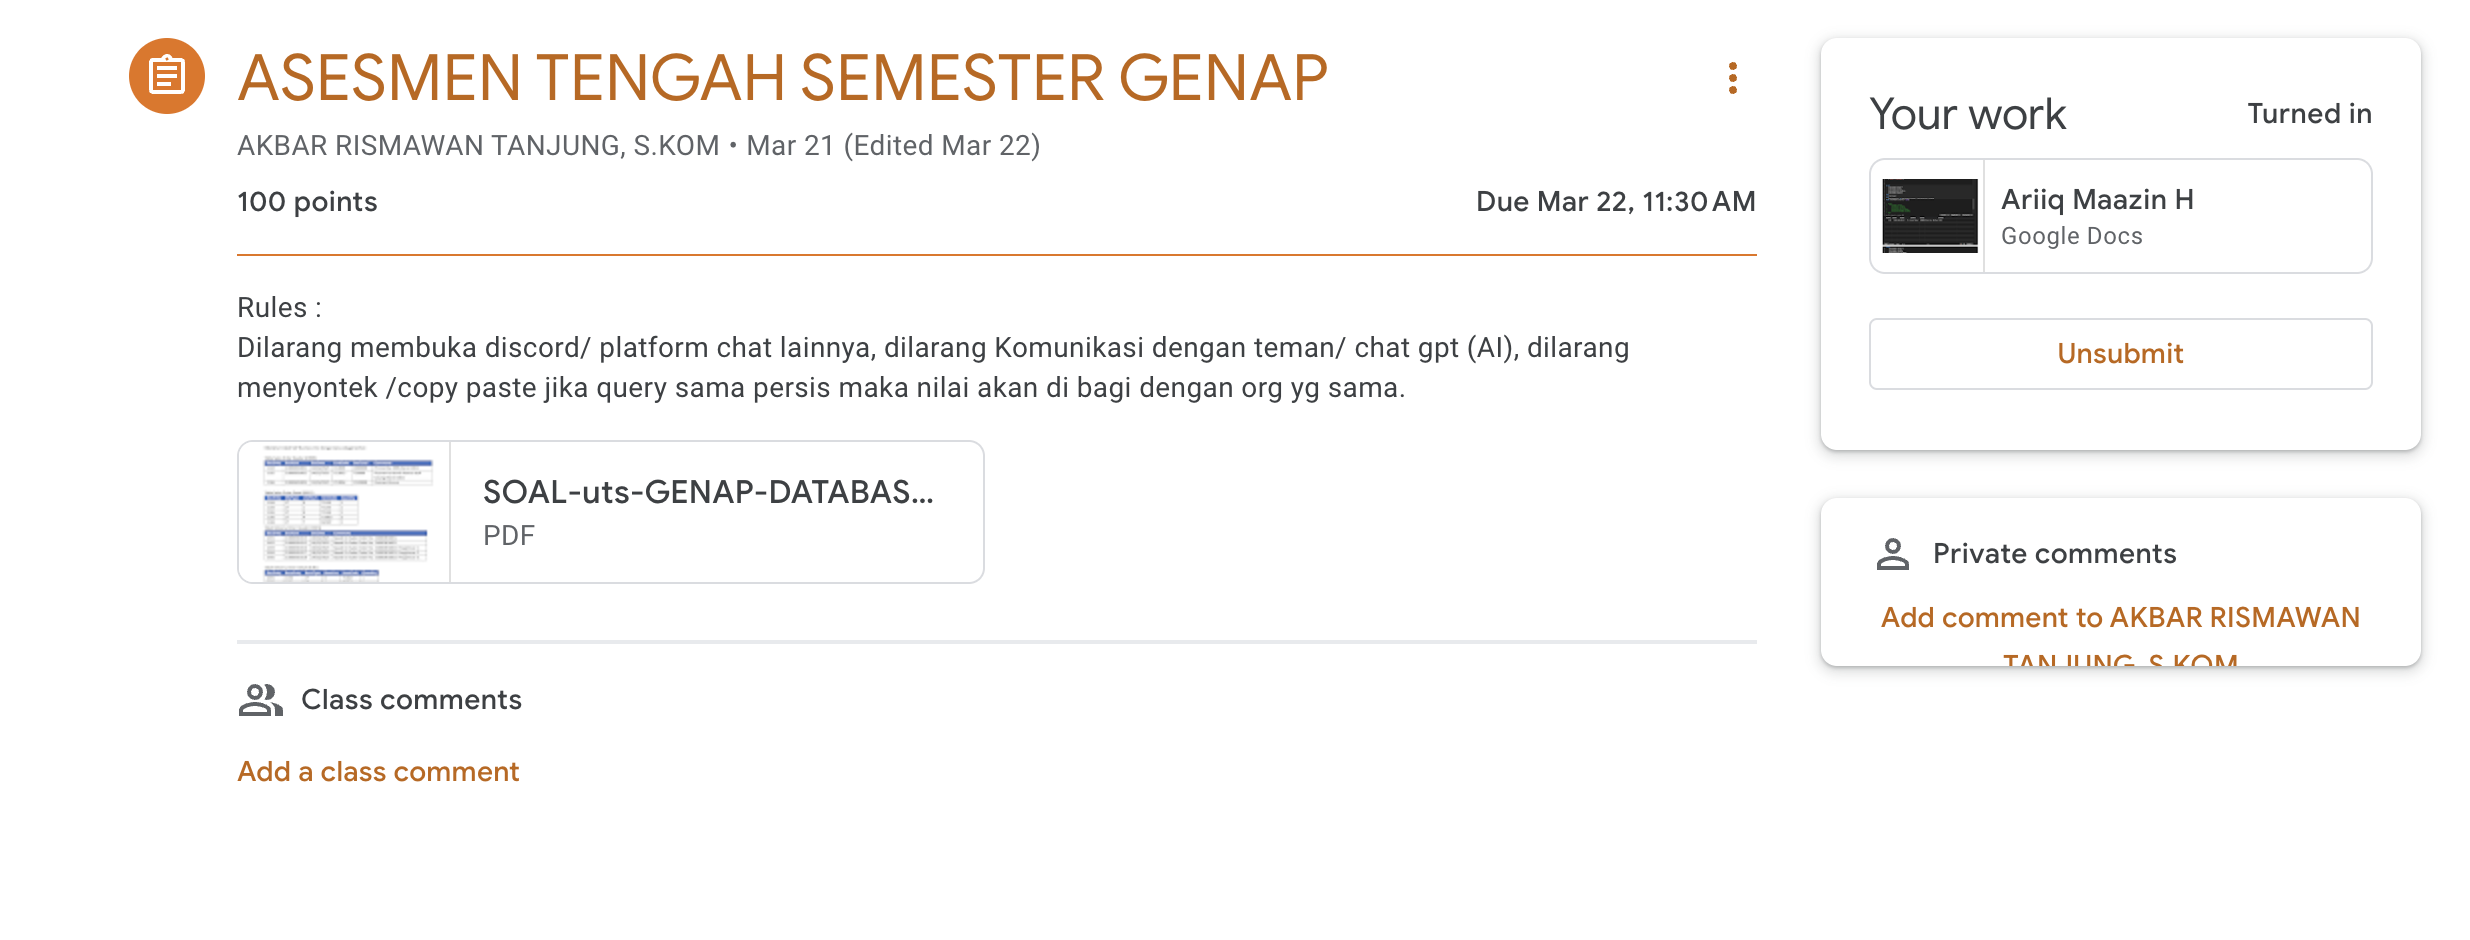 ASESMEN TENGAH SEMESTER GENAP
AKBAR RISMAWAN TANJUNG, S.KOM • Mar 21 (Edited Mar 22)
100 points
Due Mar 22, 11:30 AM
Rules :
Dilarang membuka discord/ platform chat lainnya, dilarang Komunikasi dengan teman/ chat gpt (AI), dilarang
menyontek /copy paste jika query sama persis maka nilai akan di bagi dengan org yg sama.
SOAL-uts-GENAP-DATABAS...
PDF
Class comments
Add a class comment
Your work
Turned in
Ariiq Maazin H
Google Docs
Unsubmit
Private comments
Add comment to AKBAR RISMAWAN
TANJUNG, S.KOM